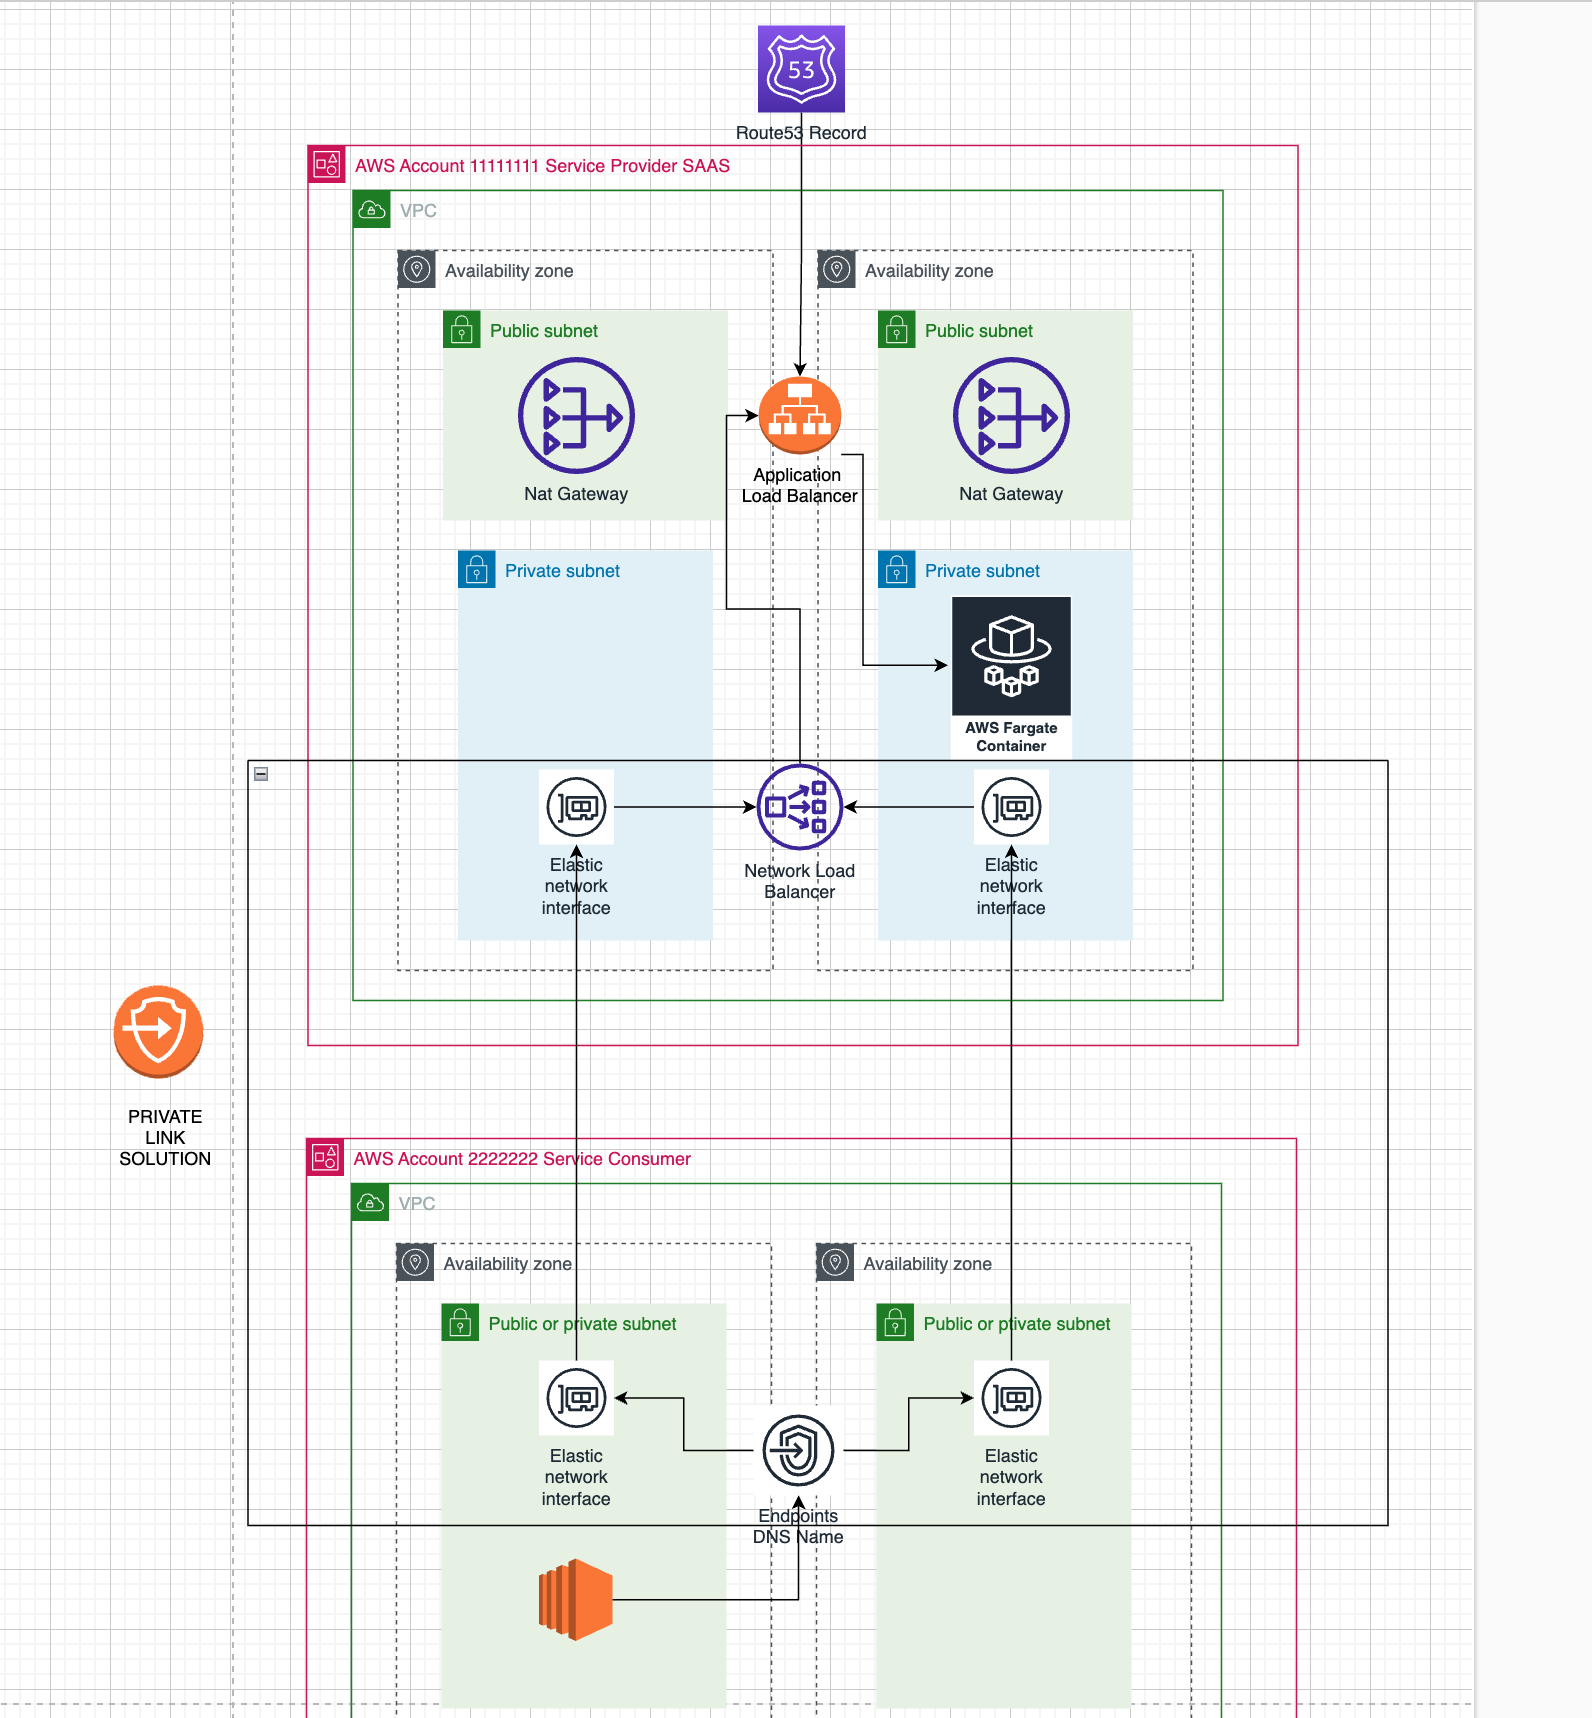 53
Route53 Record
AWS Account 11111111 Service Provider SAAS
VPC
Availability zone
Availability zone
Public subnet
Public subnet
Nat Gateway
Application
Load Balancer
Nat Gateway
Private subnet
Private subnet
AWS Fargate
Container
Elastic
network
interface
Network Load
Balancer
Elastic
network
interface
PRIVATE
LINK
SOLUTION
AWS Account 2222222 Service Consumer
VPC
Availability zone
Availability zone
Public or private subnet
Public or ptivate subnet
Elastic
network
interface
Elastic
network
interface
Endpoints
DNS Name